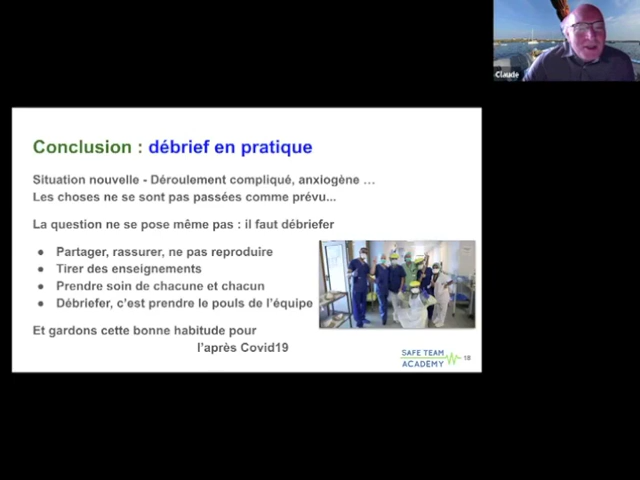 Claude
Conclusion : débrief en pratique
Situation nouvelle - Déroulement compliqué, anxiogène …
Les choses ne se sont pas passées comme prévu...
La question ne se pose même pas : il faut débriefer
● Partager, rassurer, ne pas reproduire
● Tirer des enseignements
● Prendre soin de chacune et chacun
● Débriefer, c’est prendre le pouls de l’équipe
Et gardons cette bonne habitude pour
l’après Covid19
SAFE TEAM
ACADEMY
18